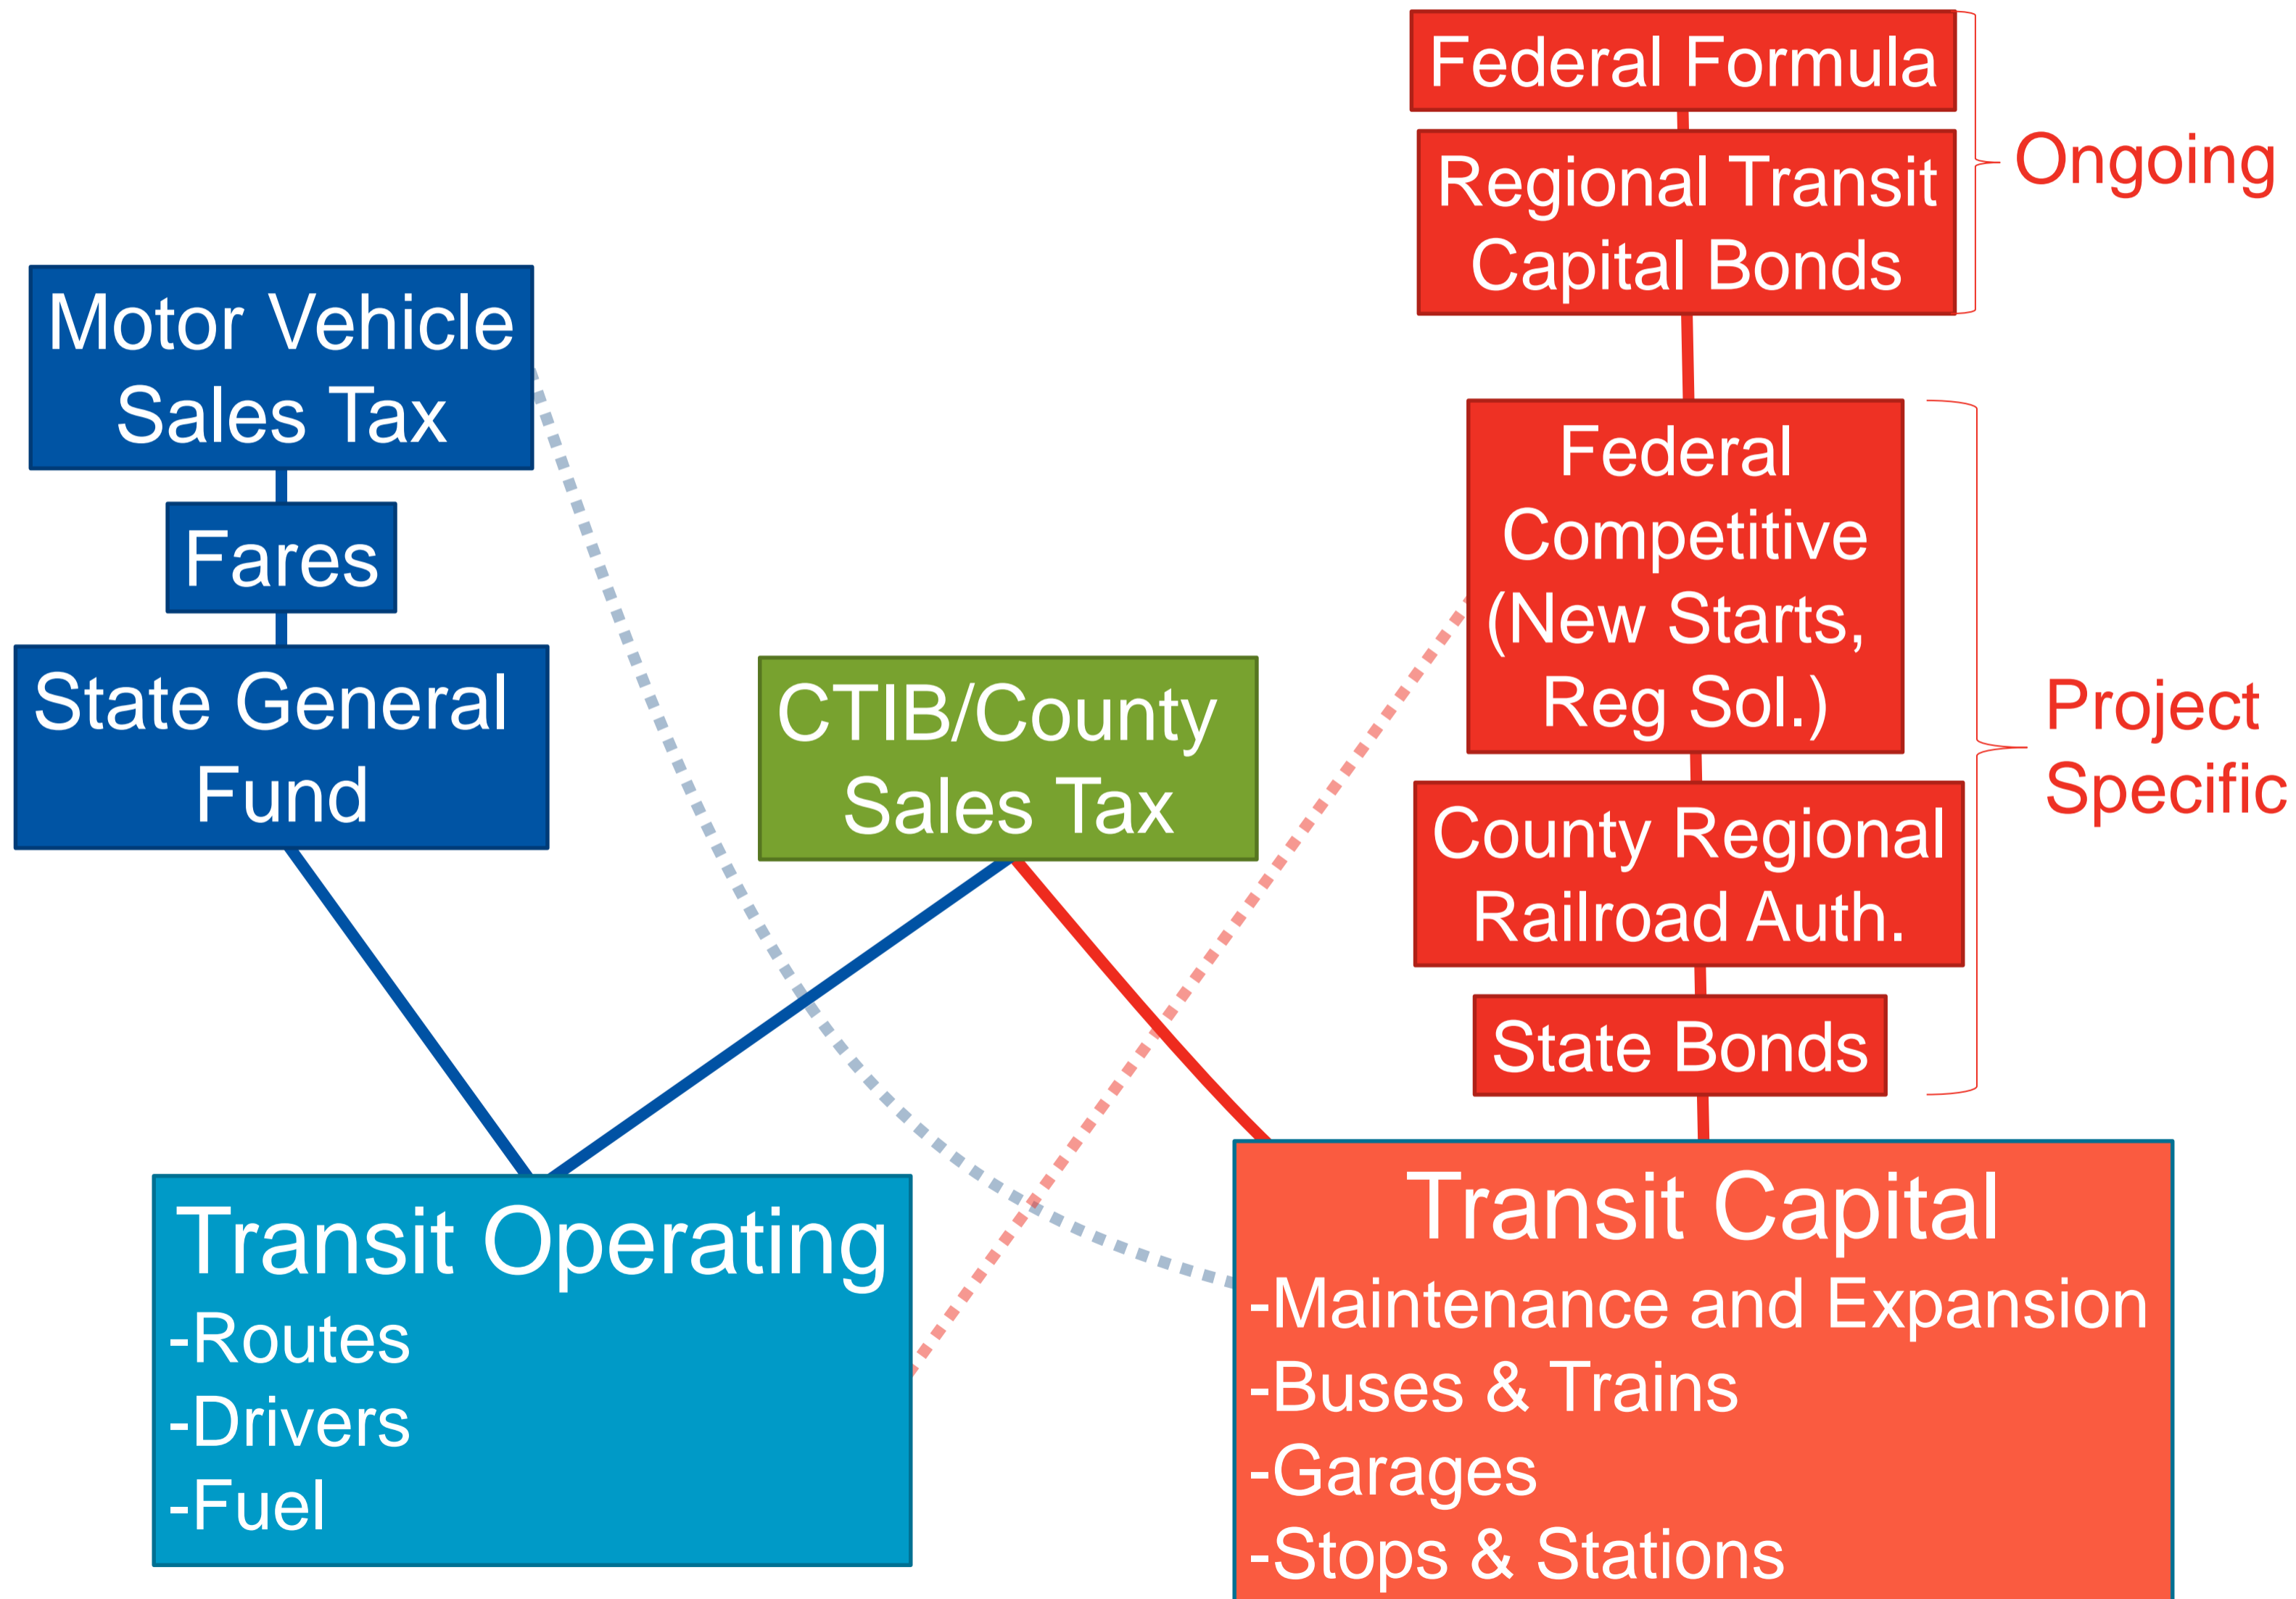 Federal Formula
Regional Transit
Capital Bonds
Ongoing
Motor Vehicle
Sales Tax
Fares
State General
Fund
CTIB/County
Sales Tax
Federal
Competitive
(New Starts,
Reg Sol.)
County Regional
Railroad Auth.
State Bonds
Project
Specific
Transit Operating
-Routes
-Drivers
-Fuel
Transit Capital
-Maintenance and Expansion
-Buses & Trains
-Garages
-Stops & Stations